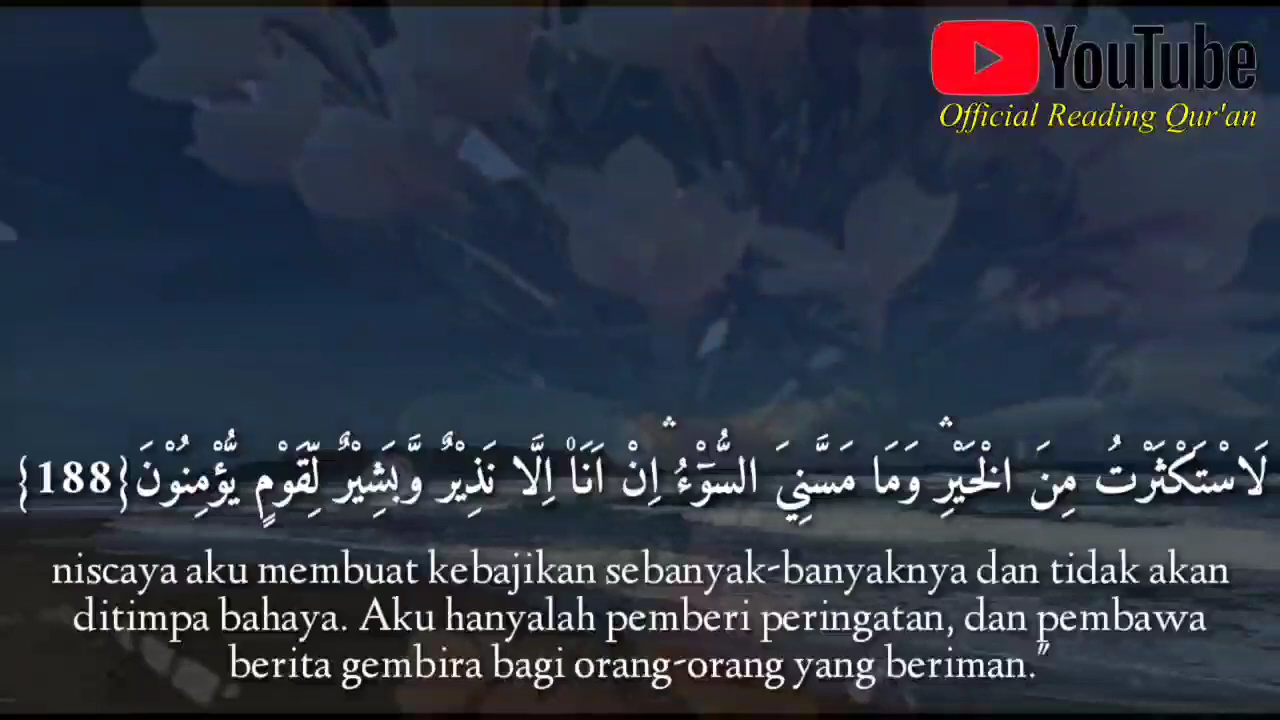 YouTube
Official Reading Qur'an
لَاسْتَكْثَرْتُ مِنَ الْخَيْرِۛ وَمَا مَسَّنِيَ السُّوْۤءُۛ اِنْ اَنَا۠ اِلَّا نَذِيْرٌ وَّبَشِيْرٌ لِّقَوْمٍ يُّؤْمِنُوْنَ{188}
niscaya aku membuat kebajikan sebanyak-banyaknya dan tidak akan
ditimpa bahaya. Aku hanyalah pemberi peringatan, dan pembawa
berita gembira bagi orang-orang yang beriman."